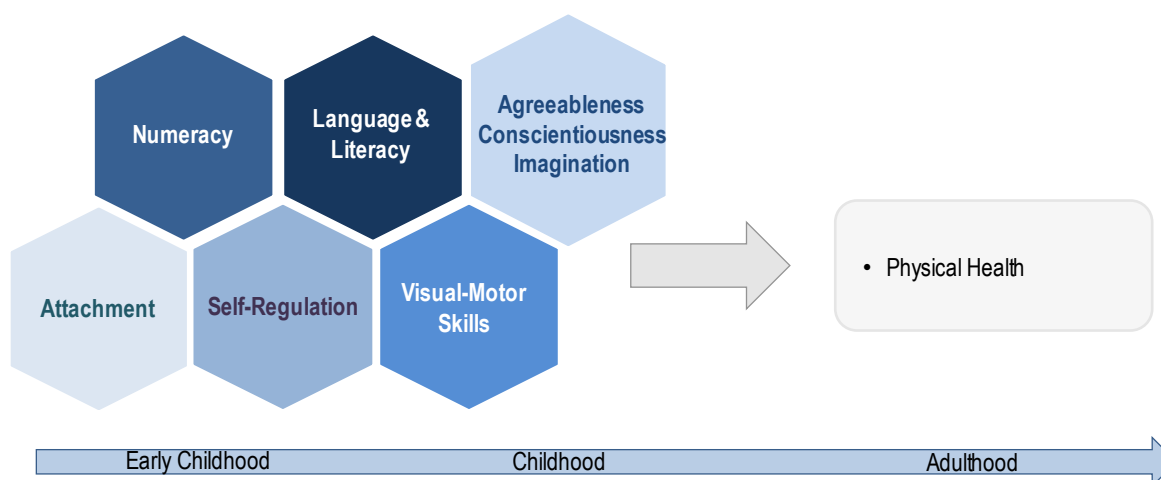 Numeracy
Language &
Literacy
Agreeableness
Conscientiousness
Imagination
Attachment
Self-Regulation
Visual-Motor
Skills
• Physical Health
Early Childhood
Childhood
Adulthood